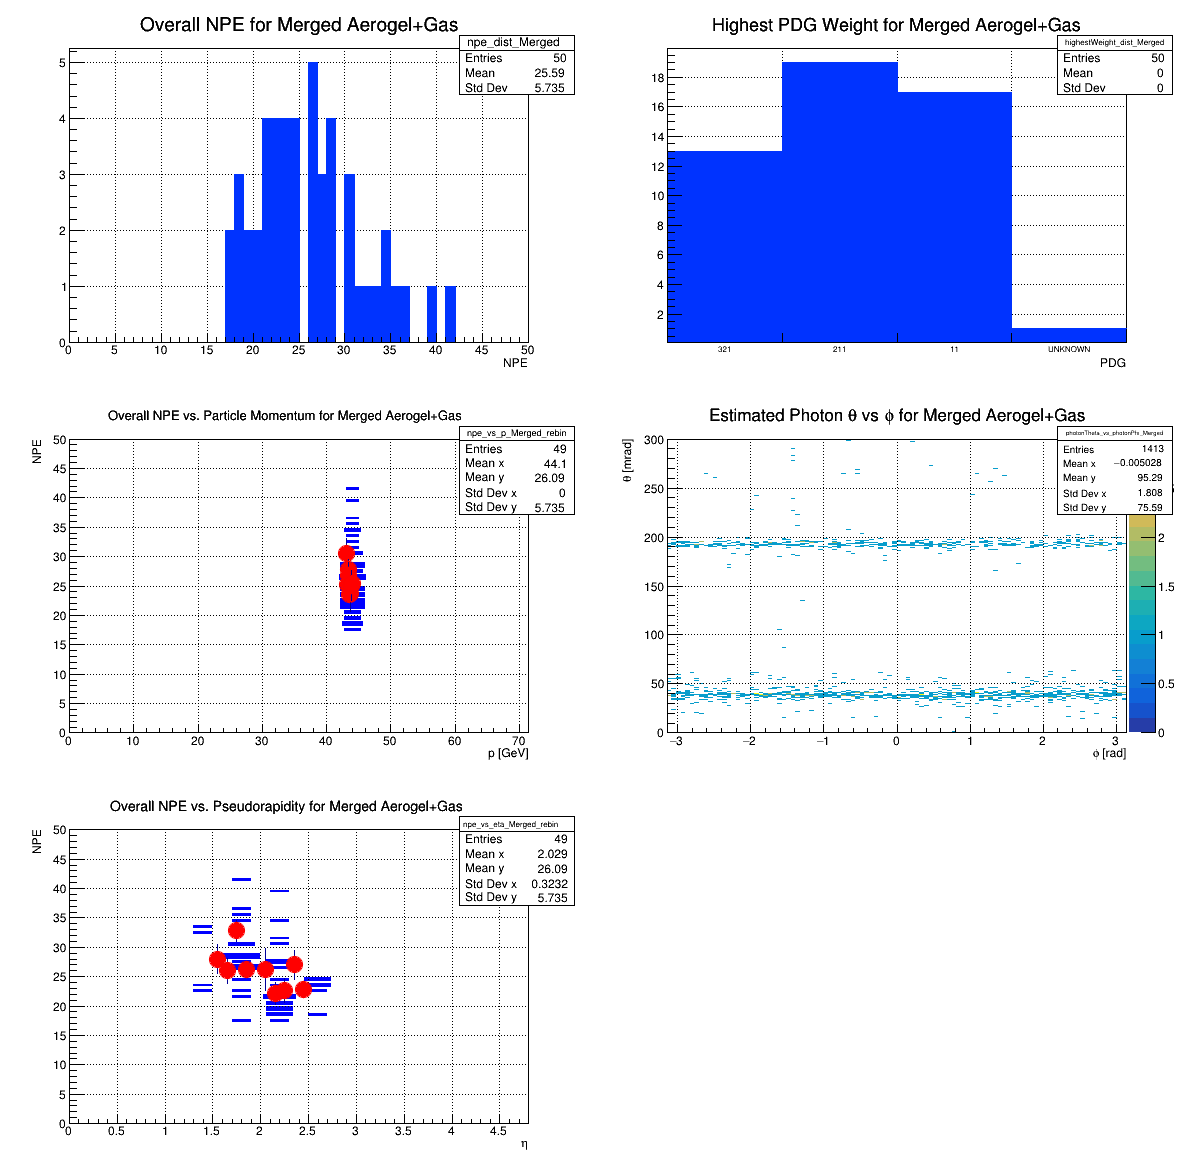 Overall NPE for Merged Aerogel+Gas
npe_dist_Merged
Entries 50
Mean 25.59
Std Dev 5.735
5
4
3
2
1
0
0 5 10 15 20 25 30 35 40 45 50
NPE
Highest PDG Weight for Merged Aerogel+Gas
highestWeight_dist_Merged
Entries 50
Mean 0
Std Dev 0
18
16
14
12
10
8
6
4
2
321 211 11 UNKNOWN
PDG
Overall NPE vs. Particle Momentum for Merged Aerogel+Gas
npe_vs_p_Merged_rebin
Entries 49
Mean x 44.1
Mean y 26.09
Std Dev x 0
Std Dev y 5.735
NPE
50
45
40
35
30
25
20
15
10
5
0
0 10 20 30 40 50 60 70
p [GeV]
Estimated Photon θ vs ϕ for Merged Aerogel+Gas
photonTheta_vs_photonPhi_Merged
Entries 1413
Mean x −0.005028
Mean y 95.29
Std Dev x 1.808
Std Dev y 75.59
θ [mrad]
300
250
200
150
100
50
0
−3 −2 −1 0 1 2 3
ϕ [rad]
2
1.5
1
0.5
0
Overall NPE vs. Pseudorapidity for Merged Aerogel+Gas
npe_vs_eta_Merged_rebin
Entries 49
Mean x 2.029
Mean y 26.09
Std Dev x 0.3232
Std Dev y 5.735
NPE
50
45
40
35
30
25
20
15
10
5
0
0 0.5 1 1.5 2 2.5 3 3.5 4 4.5
η